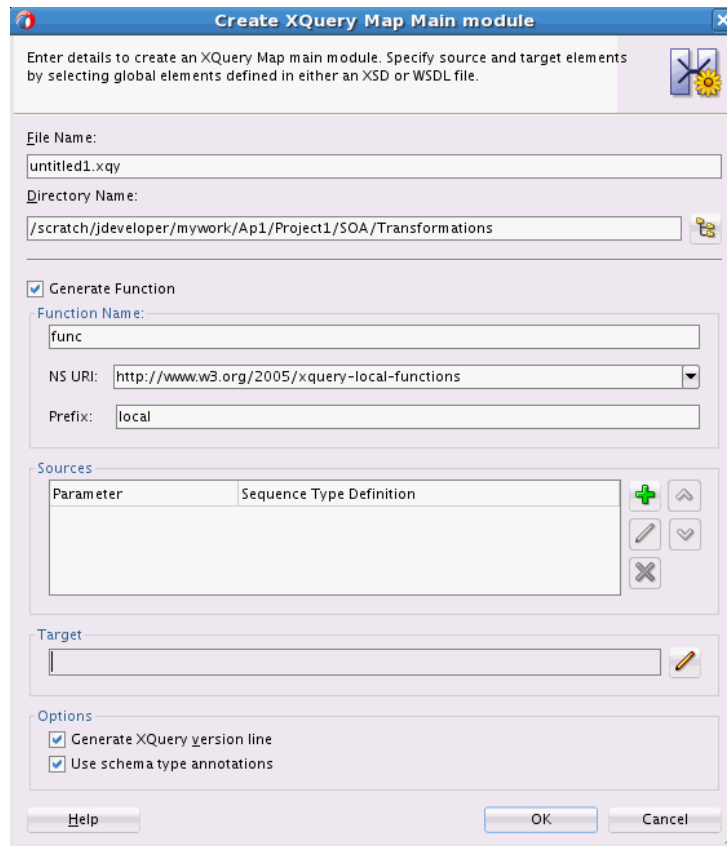 Create XQuery Map Main module
Enter details to create an XQuery Map main module. Specify source and target elements
by selecting global elements defined in either an XSD or WSDL file.
File Name:
untitled1.xqy
Directory Name:
/scratch/jdeveloper/mywork/Ap1/Project1/SOA/Transformations
Generate Function
Function Name:
func
NS URI: http://www.w3.org/2005/xquery-local-functions
Prefix: local
Sources
Parameter Sequence Type Definition
Target
Options
Generate XQuery version line
Use schema type annotations
Help OK Cancel